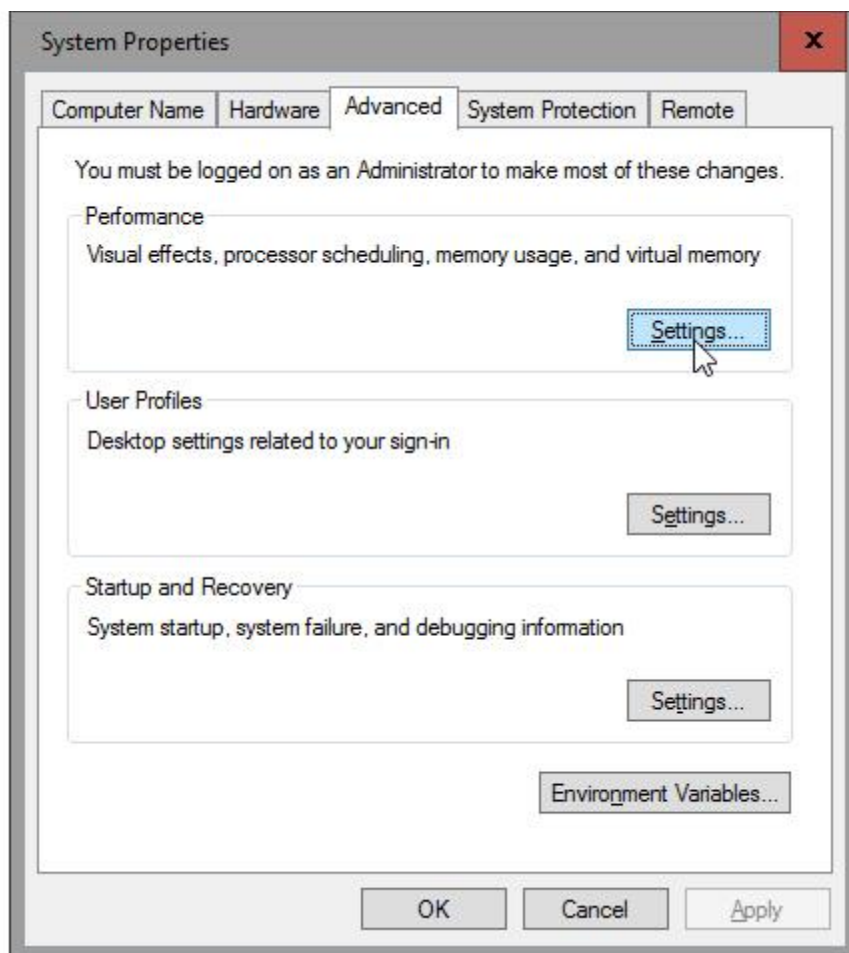 System Properties
x
Computer Name Hardware Advanced System Protection Remote
You must be logged on as an Administrator to make most of these changes.
Performance
Visual effects, processor scheduling, memory usage, and virtual memory
Settings...
User Profiles
Desktop settings related to your sign-in
Settings...
Startup and Recovery
System startup, system failure, and debugging information
Settings...
Environment Variables...
OK Cancel Apply